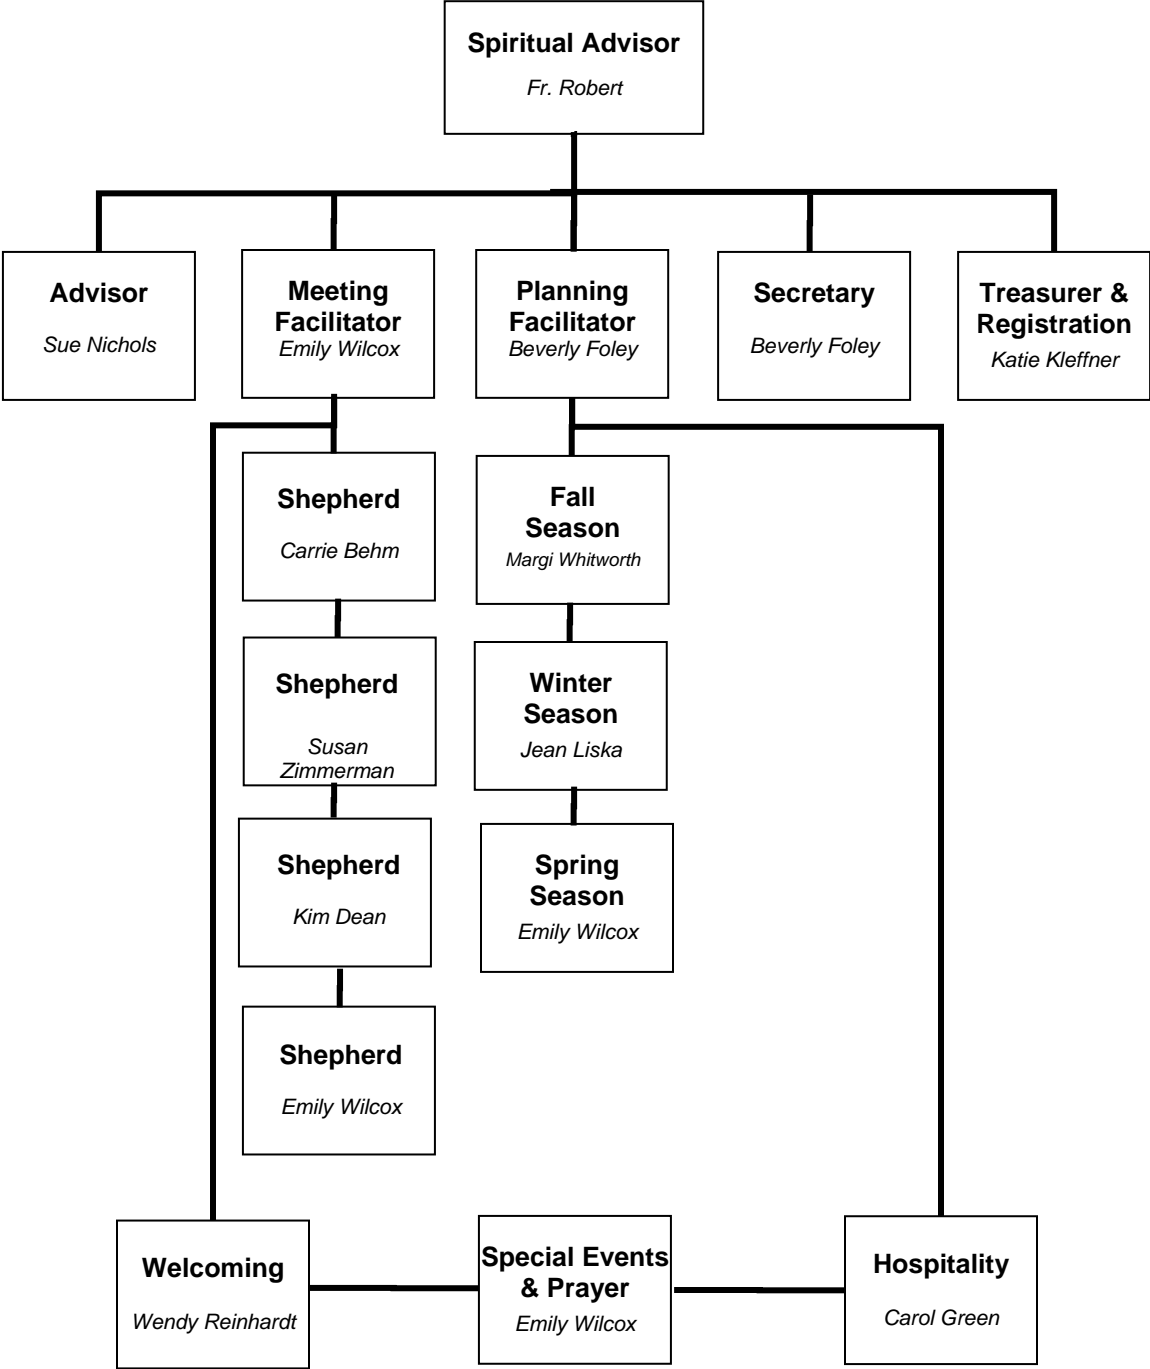 Spiritual Advisor
Fr. Robert
Advisor
Sue Nichols
Meeting
Facilitator
Emily Wilcox
Planning
Facilitator
Beverly Foley
Secretary
Beverly Foley
Treasurer &
Registration
Katie Kleffner
Shepherd
Carrie Behm
Fall
Season
Margi Whitworth
Shepherd
Susan
Zimmerman
Winter
Season
Jean Liska
Shepherd
Kim Dean
Spring
Season
Emily Wilcox
Shepherd
Emily Wilcox
Welcoming
Wendy Reinhardt
Special Events
& Prayer
Emily Wilcox
Hospitality
Carol Green